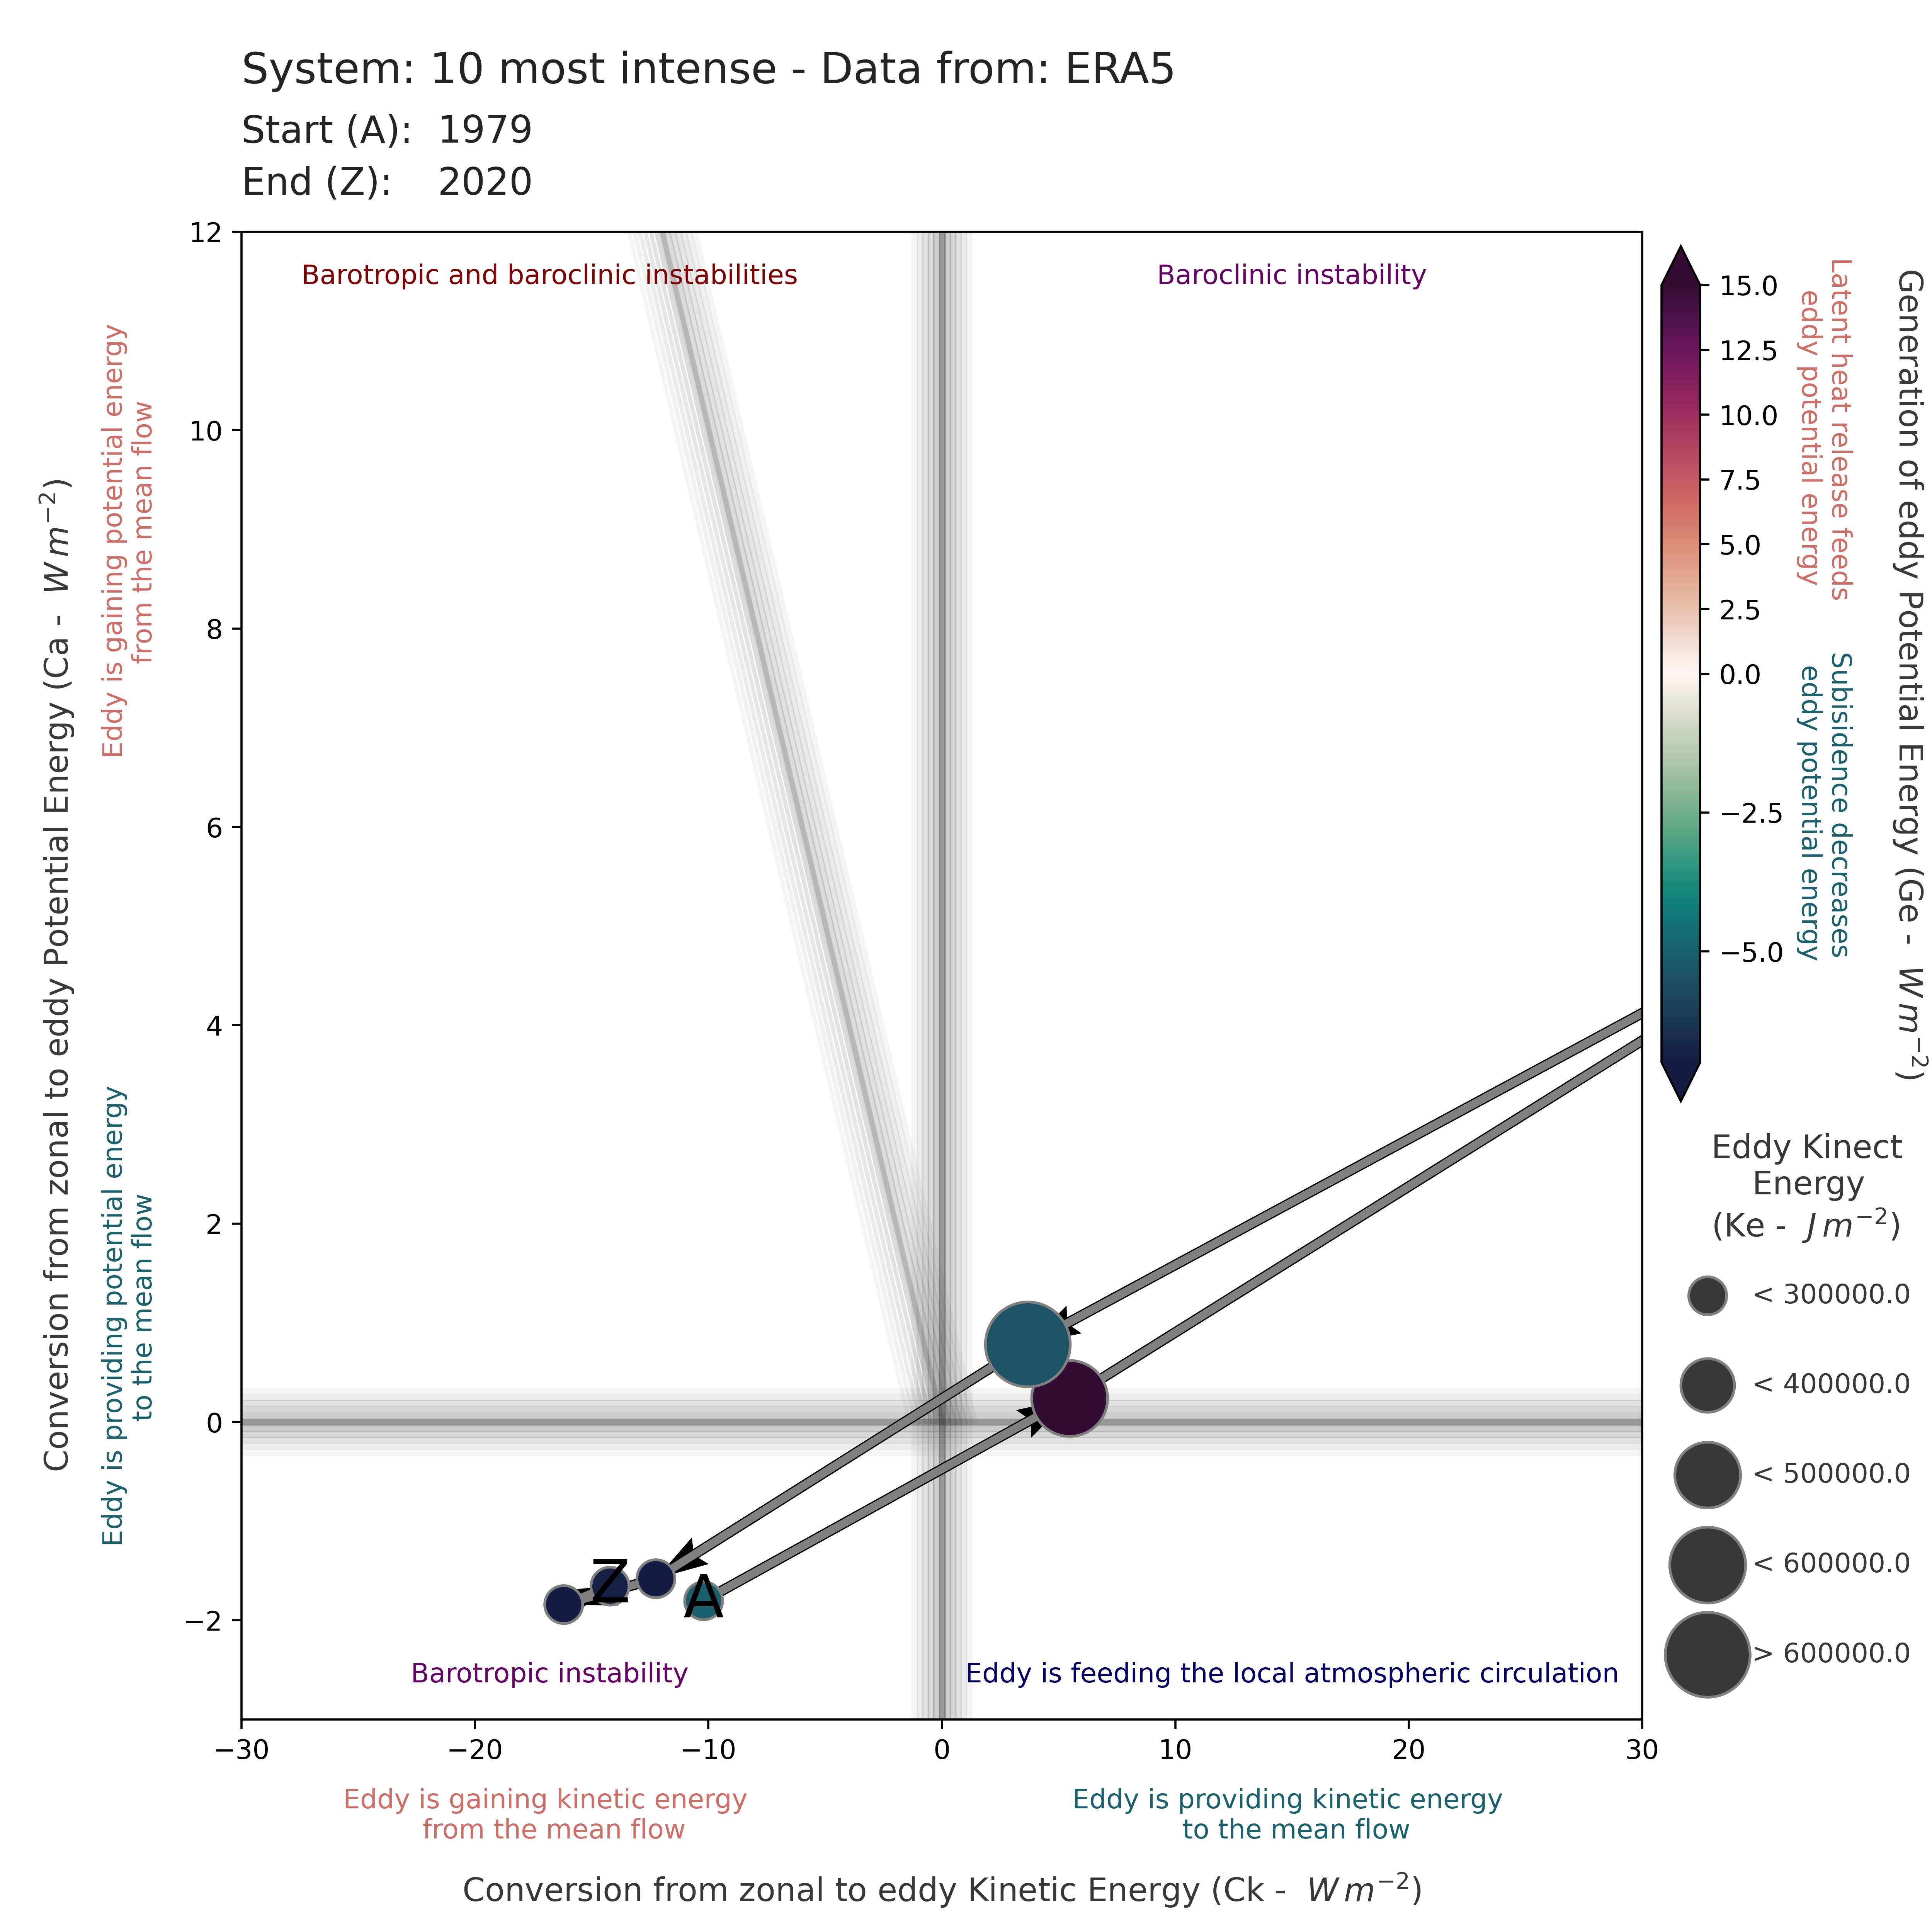 System: 10 most intense - Data from: ERA5
Start (A): 1979
End (Z): 2020
Barotropic and baroclinic instabilities
Baroclinic instability
Barotropic instability
Eddy is feeding the local atmospheric circulation
A
Z
12
10
8
6
4
2
0
−2
Conversion from zonal to eddy Potential Energy (Ca - W m⁻²)
Eddy is gaining potential energy
from the mean flow
Eddy is providing potential energy
to the mean flow
−30
−20
−10
0
10
20
30
Eddy is gaining kinetic energy
from the mean flow
Eddy is providing kinetic energy
to the mean flow
Conversion from zonal to eddy Kinetic Energy (Ck - W m⁻²)
15.0
12.5
10.0
7.5
5.0
2.5
0.0
−2.5
−5.0
Latent heat release feeds
eddy potential energy
Subsidence decreases
eddy potential energy
Generation of eddy Potential Energy (Ge - W m⁻²)
Eddy Kinect
Energy
(Ke - J m⁻²)
< 300000.0
< 400000.0
< 500000.0
< 600000.0
> 600000.0